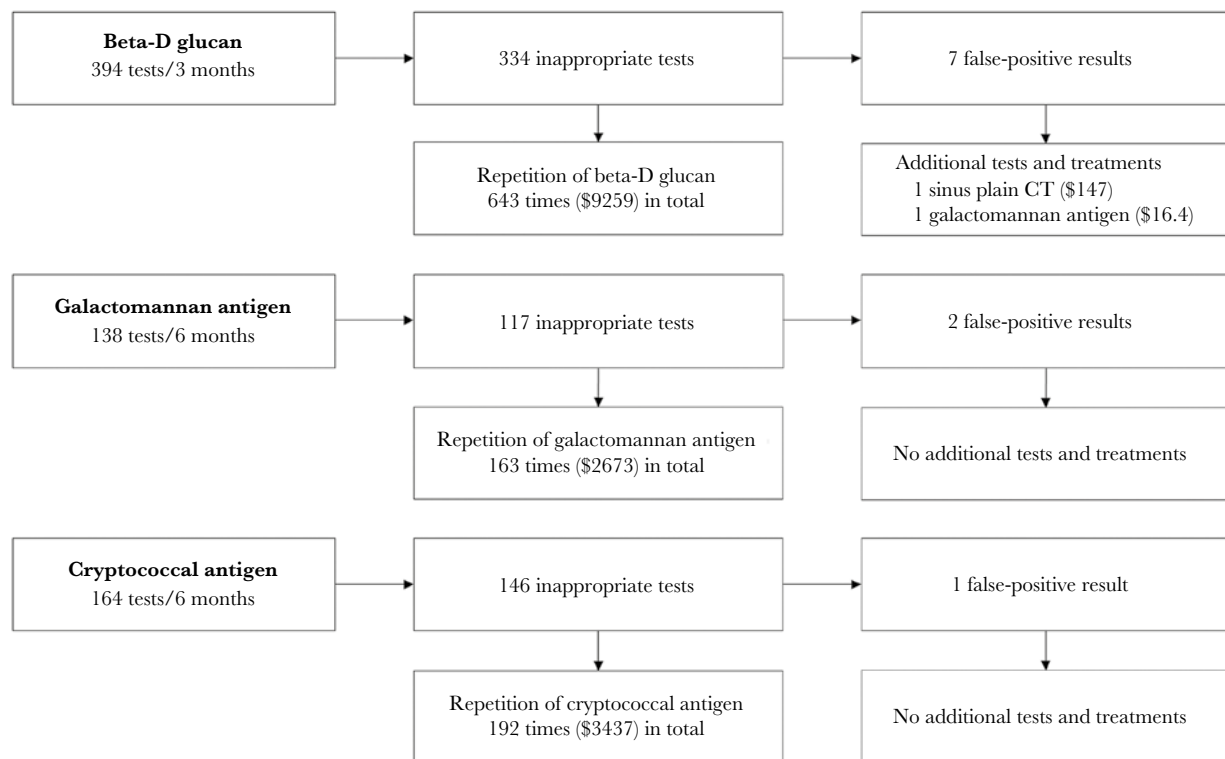 Beta-D glucan
394 tests/3 months
334 inappropriate tests
7 false-positive results
Repetition of beta-D glucan
643 times ($9259) in total
Additional tests and treatments
1 sinus plain CT ($147)
1 galactomannan antigen ($16.4)
Galactomannan antigen
138 tests/6 months
117 inappropriate tests
2 false-positive results
Repetition of galactomannan antigen
163 times ($2673) in total
No additional tests and treatments
Cryptococcal antigen
164 tests/6 months
146 inappropriate tests
1 false-positive result
Repetition of cryptococcal antigen
192 times ($3437) in total
No additional tests and treatments